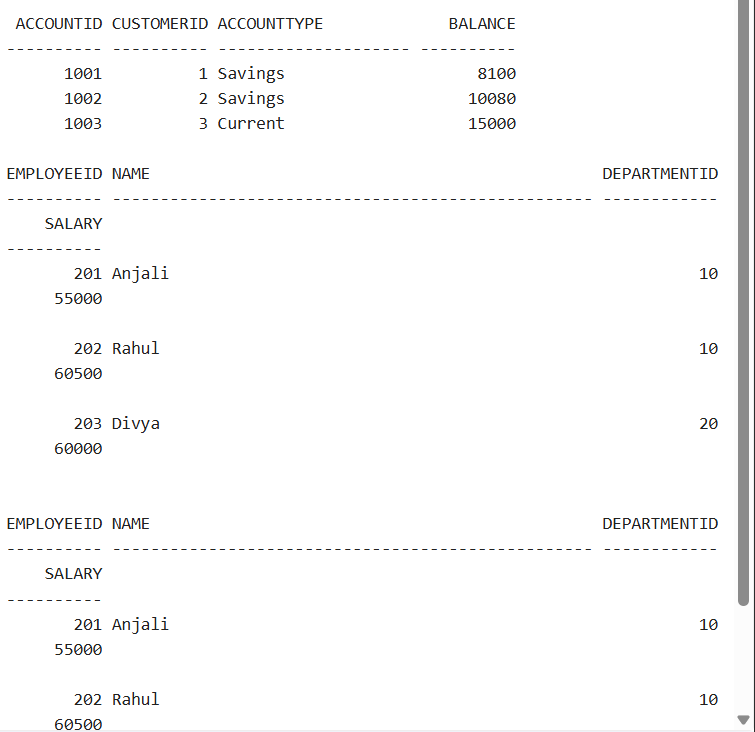 ACCOUNTID CUSTOMERID ACCOUNTTYPE             BALANCE
---------- ---------- -------------------- ----------
      1001          1 Savings                    8100
      1002          2 Savings                   10080
      1003          3 Current                   15000
EMPLOYEEID NAME                                               DEPARTMENTID
---------- -------------------------------------------------- ------------
    SALARY
----------
       201 Anjali                                                       10
     55000
       202 Rahul                                                        10
     60500
       203 Divya                                                        20
     60000
EMPLOYEEID NAME                                               DEPARTMENTID
---------- -------------------------------------------------- ------------
    SALARY
----------
       201 Anjali                                                       10
     55000
       202 Rahul                                                        10
     60500